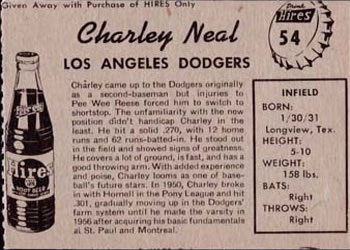 Given Away with Purchase of HIRES Only
Drink
Hires
54
Charley Neal
LOS ANGELES DODGERS
Charley came up to the Dodgers originally
as a second-baseman but injuries to
Pee Wee Reese forced him to switch to
shortstop. The unfamiliarity with the new
position didn't handicap Charley in the
least. He hit a solid .270, with 12 home
runs and 62 runs-batted-in. He stood out
in the field and showed signs of greatness.
He covers a lot of ground, is fast, and has a
good throwing arm. With added experience
and poise, Charley looms as one of base-
ball's future stars. In 1950, Charley broke
in with Hornell in the Pony League and hit
.301, gradually moving up in the Dodgers'
farm system until he made the varsity in
1956 after acquiring his basic fundamentals
at St. Paul and Montreal.
INFIELD
BORN:
1/30/31
Longview, Tex.
HEIGHT:
5-10
WEIGHT:
158 lbs.
BATS:
Right
THROWS:
Right
Hires
ROOT BEER